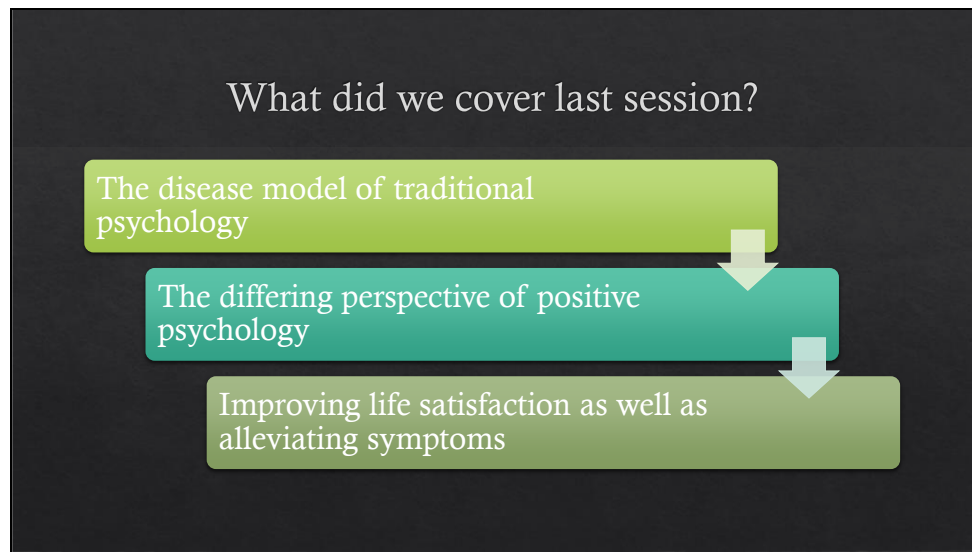 What did we cover last session?
The disease model of traditional
psychology
The differing perspective of positive
psychology
Improving life satisfaction as well as
alleviating symptoms